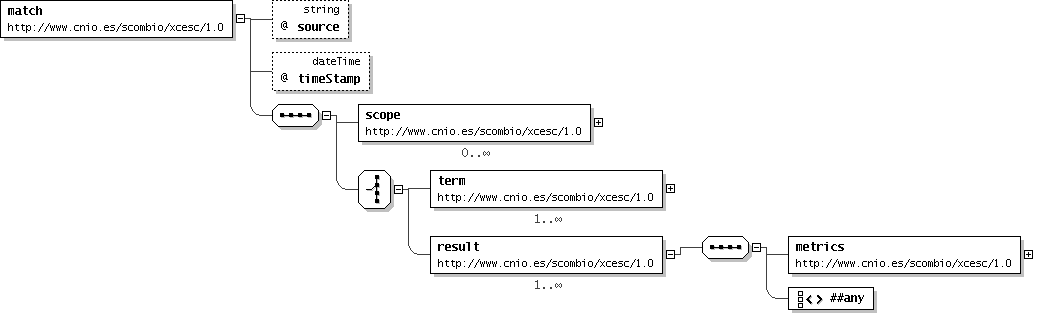 match
http://www.cnio.es/scombio/xcesc/1.0
string
@ source
dateTime
@ timeStamp
scope
http://www.cnio.es/scombio/xcesc/1.0
0..∞
term
http://www.cnio.es/scombio/xcesc/1.0
1..∞
result
http://www.cnio.es/scombio/xcesc/1.0
1..∞
metrics
http://www.cnio.es/scombio/xcesc/1.0
##any